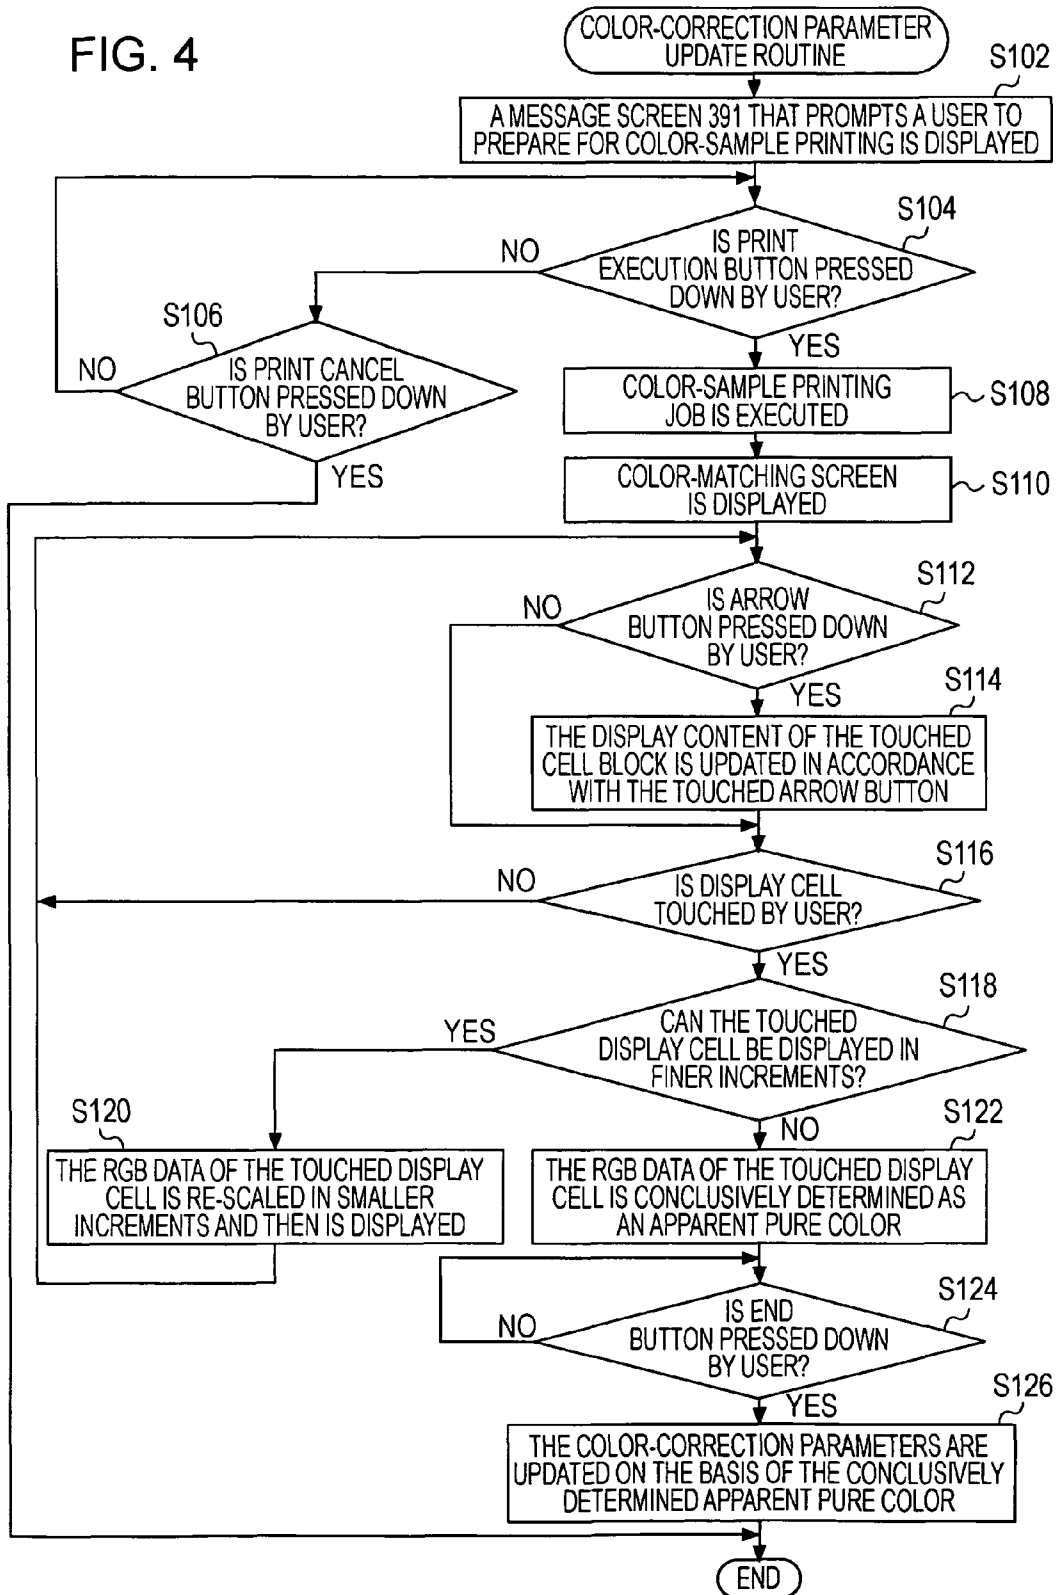 FIG. 4
COLOR-CORRECTION PARAMETER
UPDATE ROUTINE
S102
A MESSAGE SCREEN 391 THAT PROMPTS A USER TO
PREPARE FOR COLOR-SAMPLE PRINTING IS DISPLAYED
S104
IS PRINT
EXECUTION BUTTON PRESSED
DOWN BY USER?
NO
YES
S106
IS PRINT CANCEL
BUTTON PRESSED DOWN
BY USER?
NO
YES
COLOR-SAMPLE PRINTING
JOB IS EXECUTED
S108
COLOR-MATCHING SCREEN
IS DISPLAYED
S110
S112
IS ARROW
BUTTON PRESSED DOWN
BY USER?
NO
YES
S114
THE DISPLAY CONTENT OF THE TOUCHED
CELL BLOCK IS UPDATED IN ACCORDANCE
WITH THE TOUCHED ARROW BUTTON
S116
IS DISPLAY CELL
TOUCHED BY USER?
NO
YES
S118
CAN THE TOUCHED
DISPLAY CELL BE DISPLAYED IN
FINER INCREMENTS?
YES
NO
S120
THE RGB DATA OF THE TOUCHED DISPLAY
CELL IS RE-SCALED IN SMALLER
INCREMENTS AND THEN IS DISPLAYED
S122
THE RGB DATA OF THE TOUCHED DISPLAY
CELL IS CONCLUSIVELY DETERMINED AS
AN APPARENT PURE COLOR
S124
IS END
BUTTON PRESSED DOWN
BY USER?
NO
YES
S126
THE COLOR-CORRECTION PARAMETERS ARE
UPDATED ON THE BASIS OF THE CONCLUSIVELY
DETERMINED APPARENT PURE COLOR
END